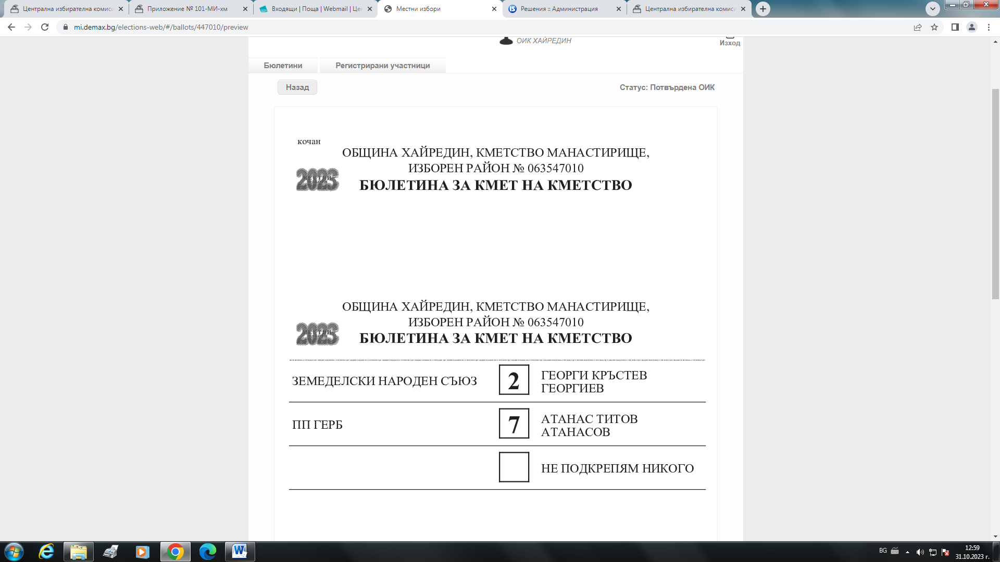 Централна избирателна комис
Приложение № 101-МИ-хм
Входящи | Поща | Webmail | Це
Местни избори
Решения :: Администрация
Централна избирателна комис
mi.demax.bg/elections-web/#/ballots/447010/preview
ОИК ХАЙРЕДИН
Изход
Бюлетини
Регистрирани участници
Назад
Статус: Потвърдена ОИК
кочан
ОБЩИНА ХАЙРЕДИН, КМЕТСТВО МАНАСТИРИЩЕ,
ИЗБОРЕН РАЙОН № 063547010
2023
МЕСТНИ
ИЗБОРИ
БЮЛЕТИНА ЗА КМЕТ НА КМЕТСТВО
ОБЩИНА ХАЙРЕДИН, КМЕТСТВО МАНАСТИРИЩЕ,
ИЗБОРЕН РАЙОН № 063547010
2023
МЕСТНИ
ИЗБОРИ
БЮЛЕТИНА ЗА КМЕТ НА КМЕТСТВО
ЗЕМЕДЕЛСКИ НАРОДЕН СЪЮЗ
2
ГЕОРГИ КРЪСТЕВ
ГЕОРГИЕВ
ПП ГЕРБ
7
АТАНАС ТИТОВ
АТАНАСОВ
НЕ ПОДКРЕПЯМ НИКОГО
BG
12:59
31.10.2023 г.